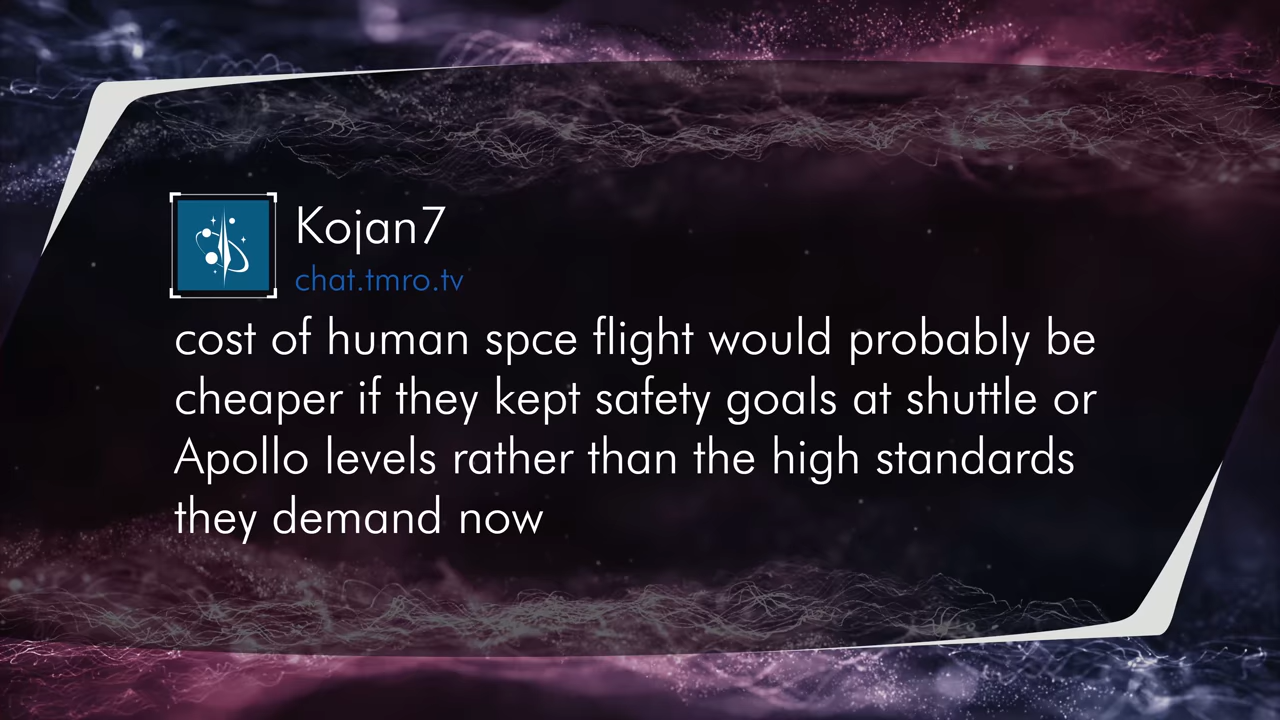 Kojan7
chat.tmro.tv
cost of human spce flight would probably be
cheaper if they kept safety goals at shuttle or
Apollo levels rather than the high standards
they demand now